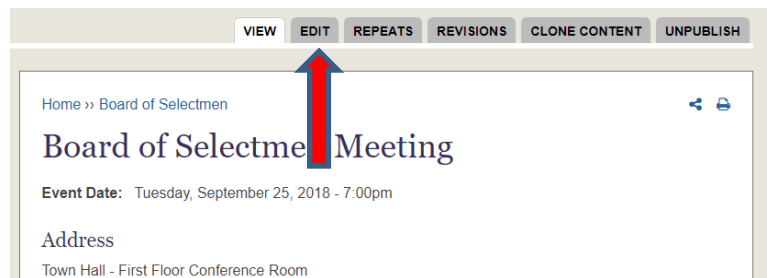 VIEW EDIT REPEATS REVISIONS CLONE CONTENT UNPUBLISH
Home ›› Board of Selectmen
Board of Selectmen Meeting
Event Date: Tuesday, September 25, 2018 - 7:00pm
Address
Town Hall - First Floor Conference Room